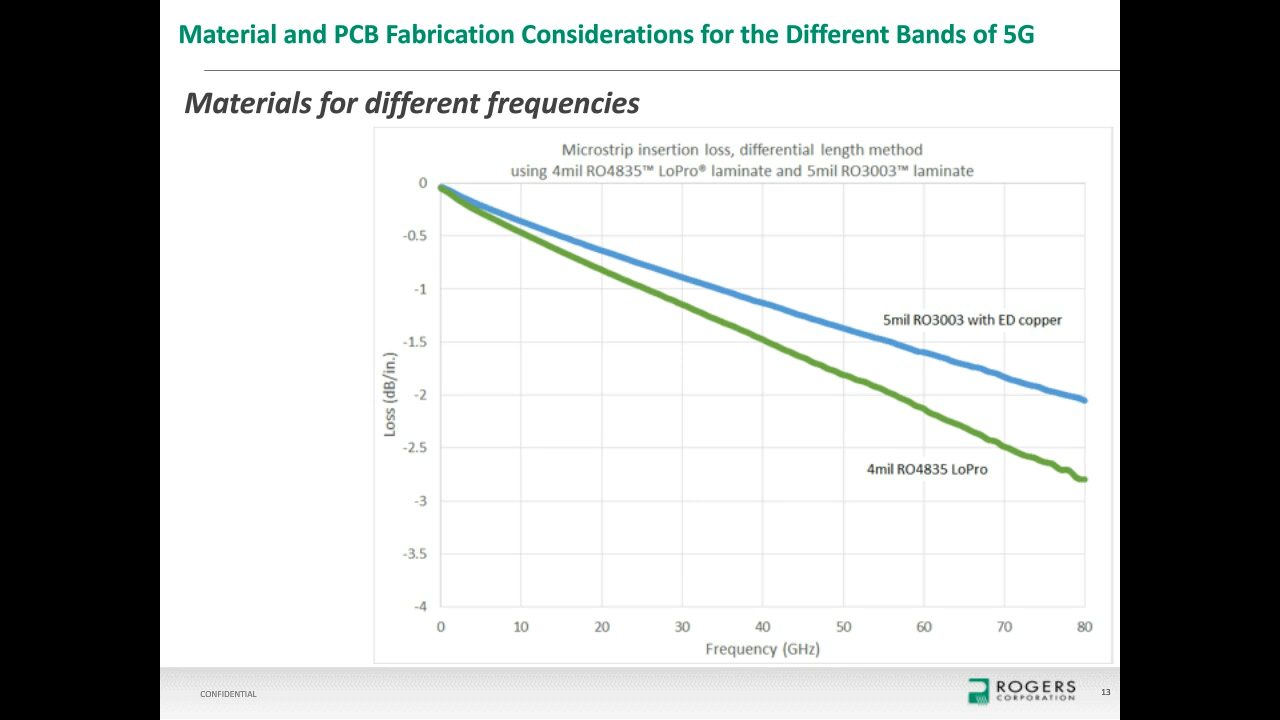 Material and PCB Fabrication Considerations for the Different Bands of 5G
Materials for different frequencies
Microstrip insertion loss, differential length method
using 4mil RO4835™ LoPro® laminate and 5mil RO3003™ laminate
0
-0.5
-1
-1.5
-2
-2.5
-3
-3.5
-4
Loss (dB/in.)
5mil RO3003 with ED copper
4mil RO4835 LoPro
0 10 20 30 40 50 60 70 80
Frequency (GHz)
CONFIDENTIAL
ROGERS
CORPORATION
13